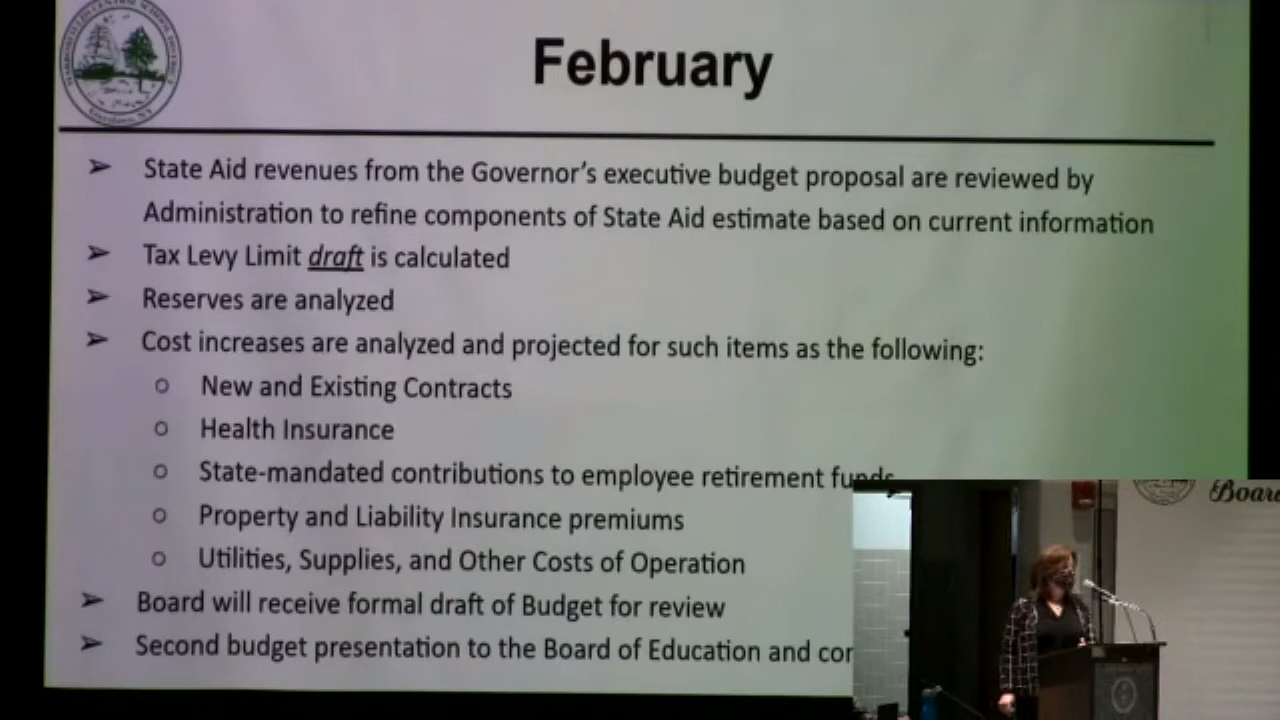 February
➢ State Aid revenues from the Governor's executive budget proposal are reviewed by
Administration to refine components of State Aid estimate based on current information
➢ Tax Levy Limit draft is calculated
➢ Reserves are analyzed
➢ Cost increases are analyzed and projected for such items as the following:
○ New and Existing Contracts
○ Health Insurance
○ State-mandated contributions to employee retirement funds
○ Property and Liability Insurance premiums
○ Utilities, Supplies, and Other Costs of Operation
➢ Board will receive formal draft of Budget for review
➢ Second budget presentation to the Board of Education and
Board